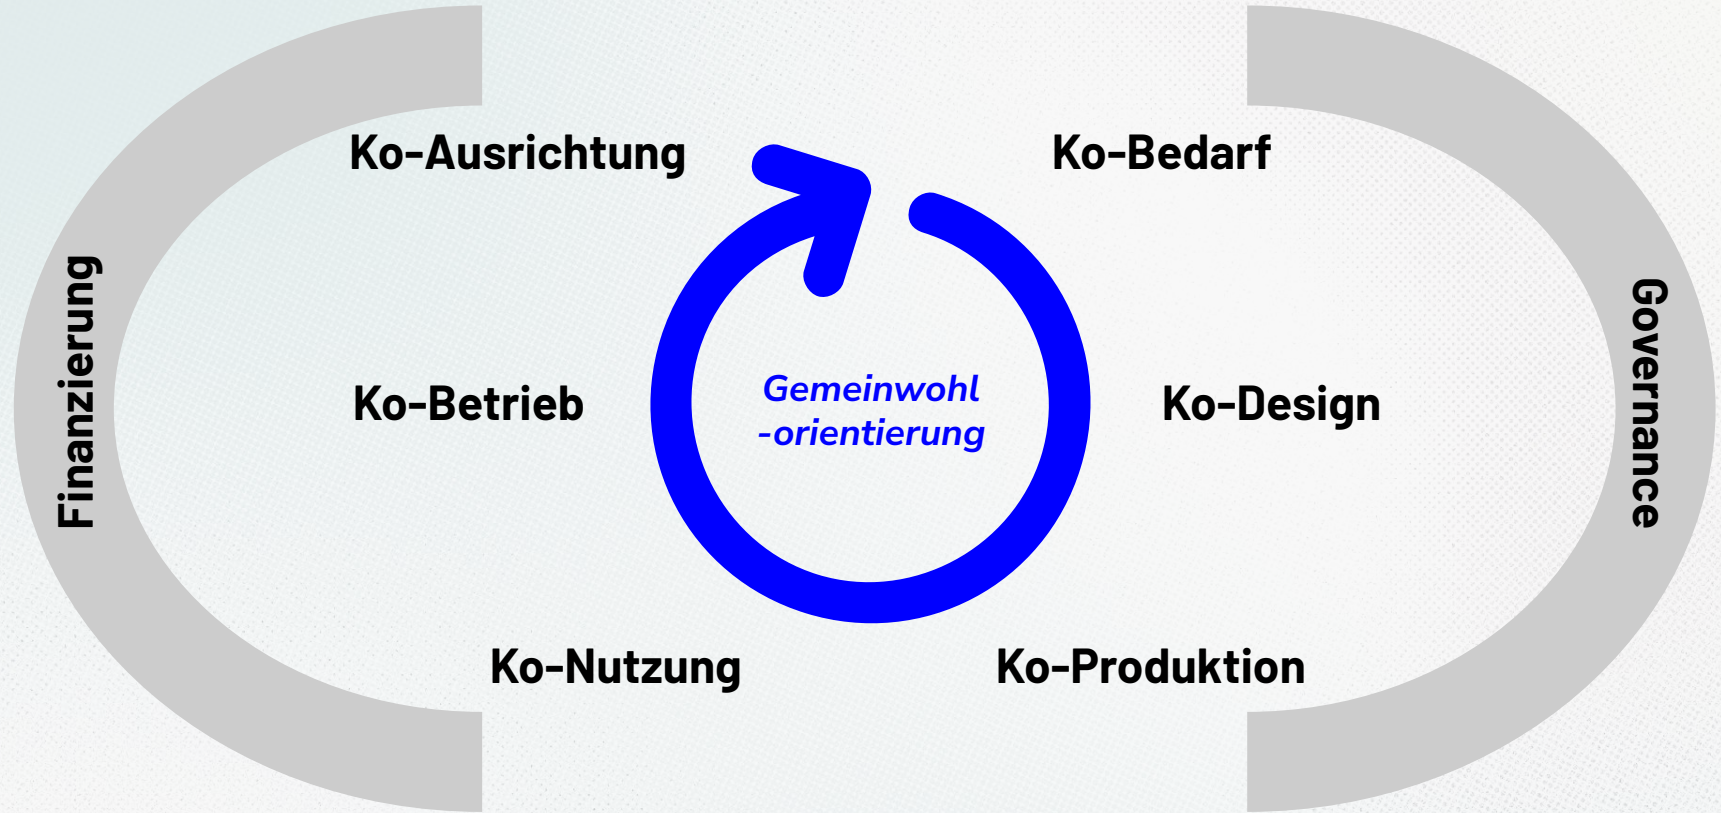 Ko-Ausrichtung
Ko-Bedarf
Finanzierung
Ko-Betrieb
Gemeinwohl
-orientierung
Ko-Design
Governance
Ko-Nutzung
Ko-Produktion